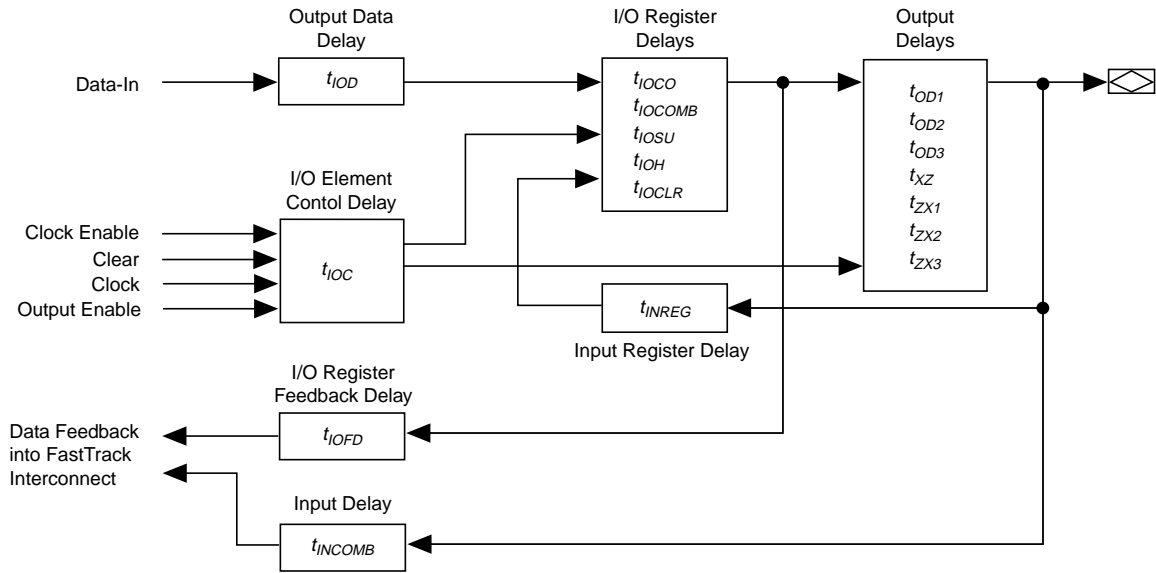 Output Data
Delay
I/O Register
Delays
Output
Delays
Data-In
tIOD
tIOCO
tIOCOMB
tIOSU
tIOH
tIOCLR
tOD1
tOD2
tOD3
tXZ
tZX1
tZX2
tZX3
I/O Element
Contol Delay
Clock Enable
Clear
Clock
Output Enable
tIOC
tINREG
Input Register Delay
I/O Register
Feedback Delay
tIOFD
Data Feedback
into FastTrack
Interconnect
Input Delay
tINCOMB